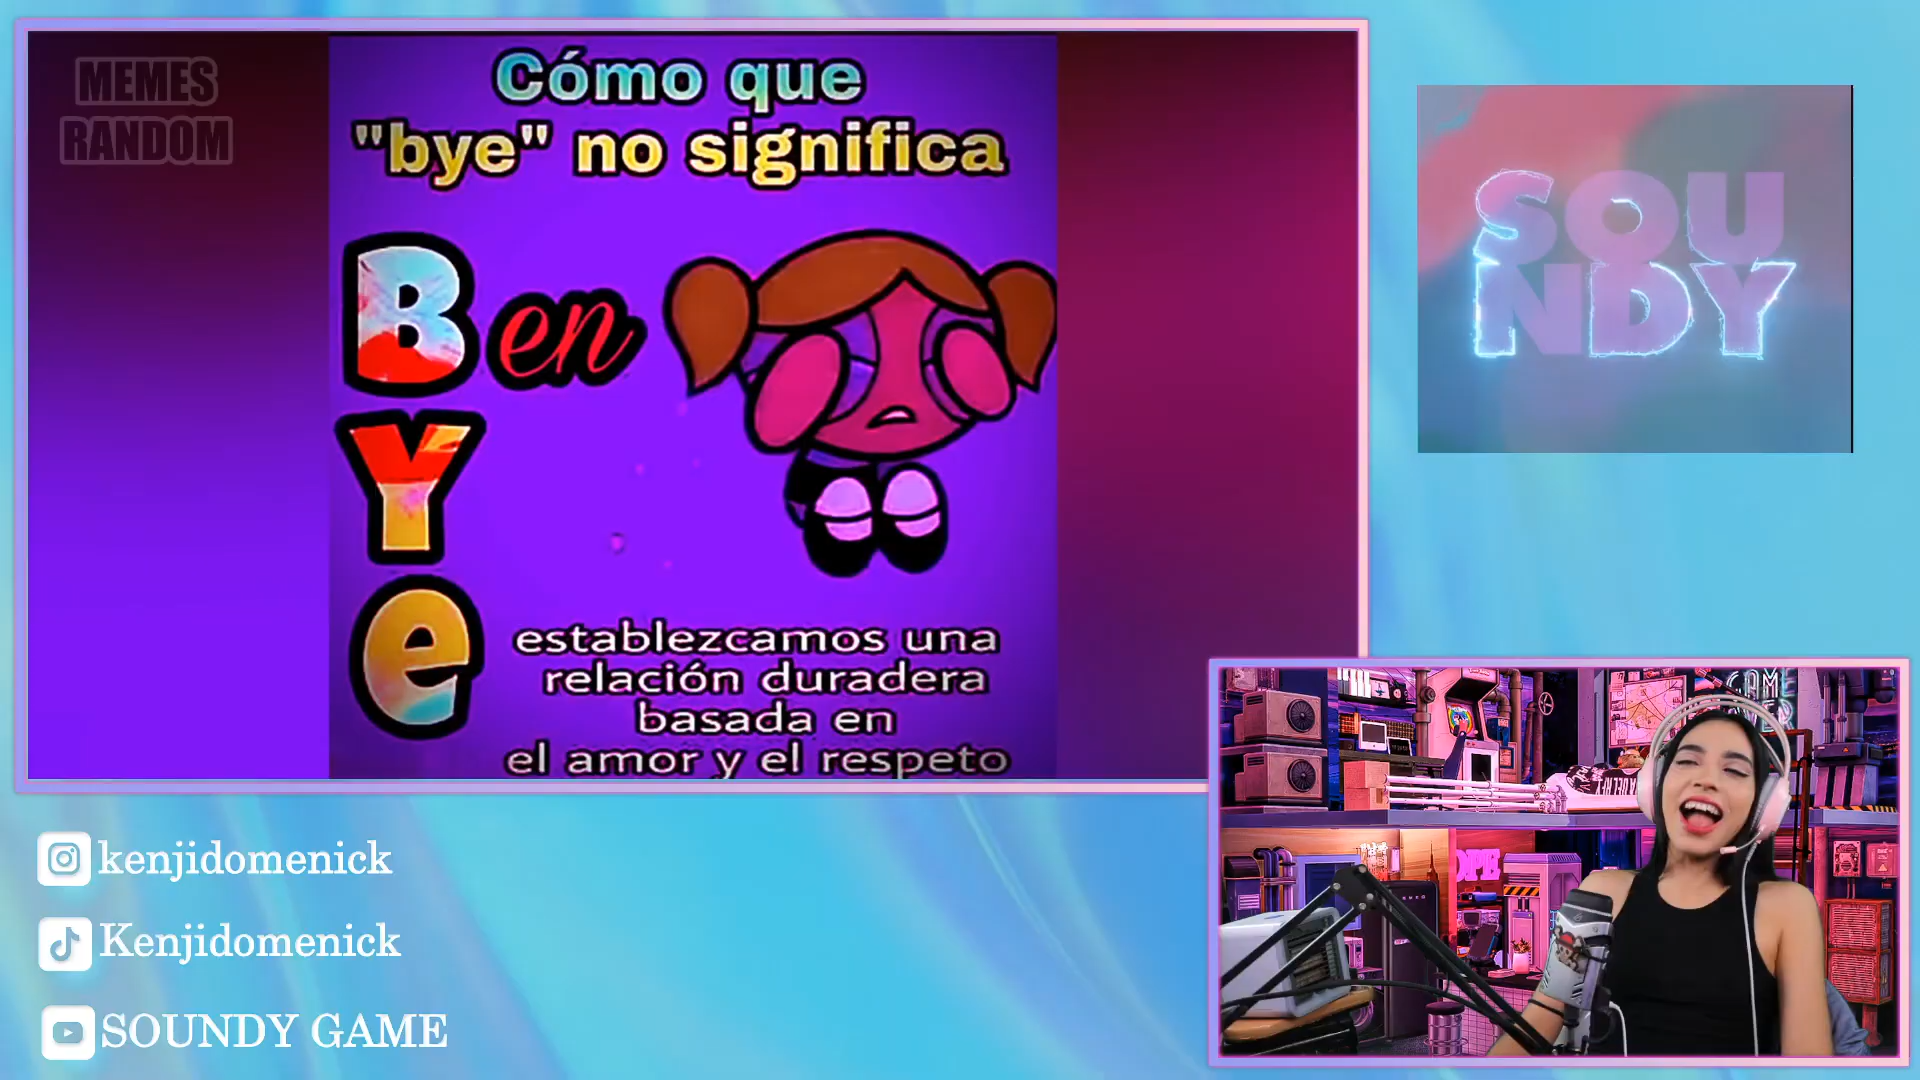 MEMES
RANDOM
Cómo que
"bye" no significa
B en
Y
e
establezcamos una
relación duradera
basada en
el amor y el respeto
SOU
NDY
kenjidomenick
Kenjidomenick
SOUNDY GAME